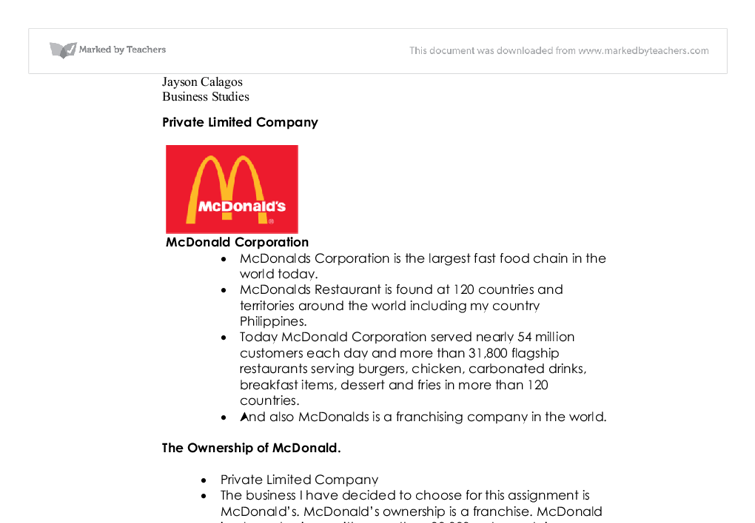 Marked by Teachers
This document was downloaded from www.markedbyteachers.com
Jayson Calagos
Business Studies
Private Limited Company
McDonald's
McDonald Corporation
• McDonalds Corporation is the largest fast food chain in the
world today.
• McDonalds Restaurant is found at 120 countries and
territories around the world including my country
Philippines.
• Today McDonald Corporation served nearly 54 million
customers each day and more than 31,800 flagship
restaurants serving burgers, chicken, carbonated drinks,
breakfast items, dessert and fries in more than 120
countries.
• And also McDonalds is a franchising company in the world.
The Ownership of McDonald.
• Private Limited Company
• The business I have decided to choose for this assignment is
McDonald's. McDonald's ownership is a franchise. McDonald